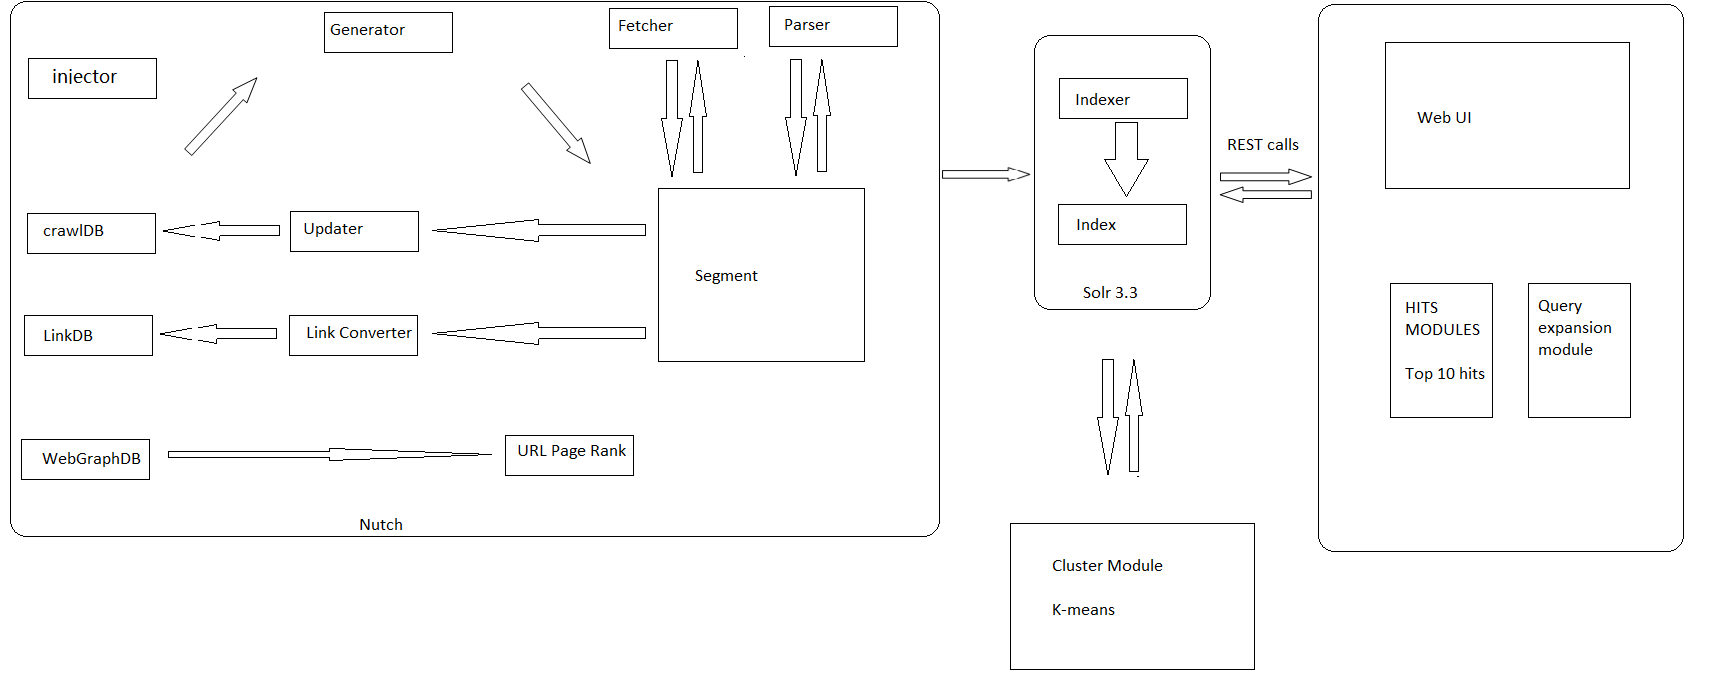 Generator
Fetcher
Parser
injector
Indexer
Web UI
REST calls
crawlDB
Updater
Index
Segment
Solr 3.3
LinkDB
Link Converter
HITS
MODULES
Top 10 hits
Query
expansion
module
WebGraphDB
URL Page Rank
Nutch
Cluster Module
K-means